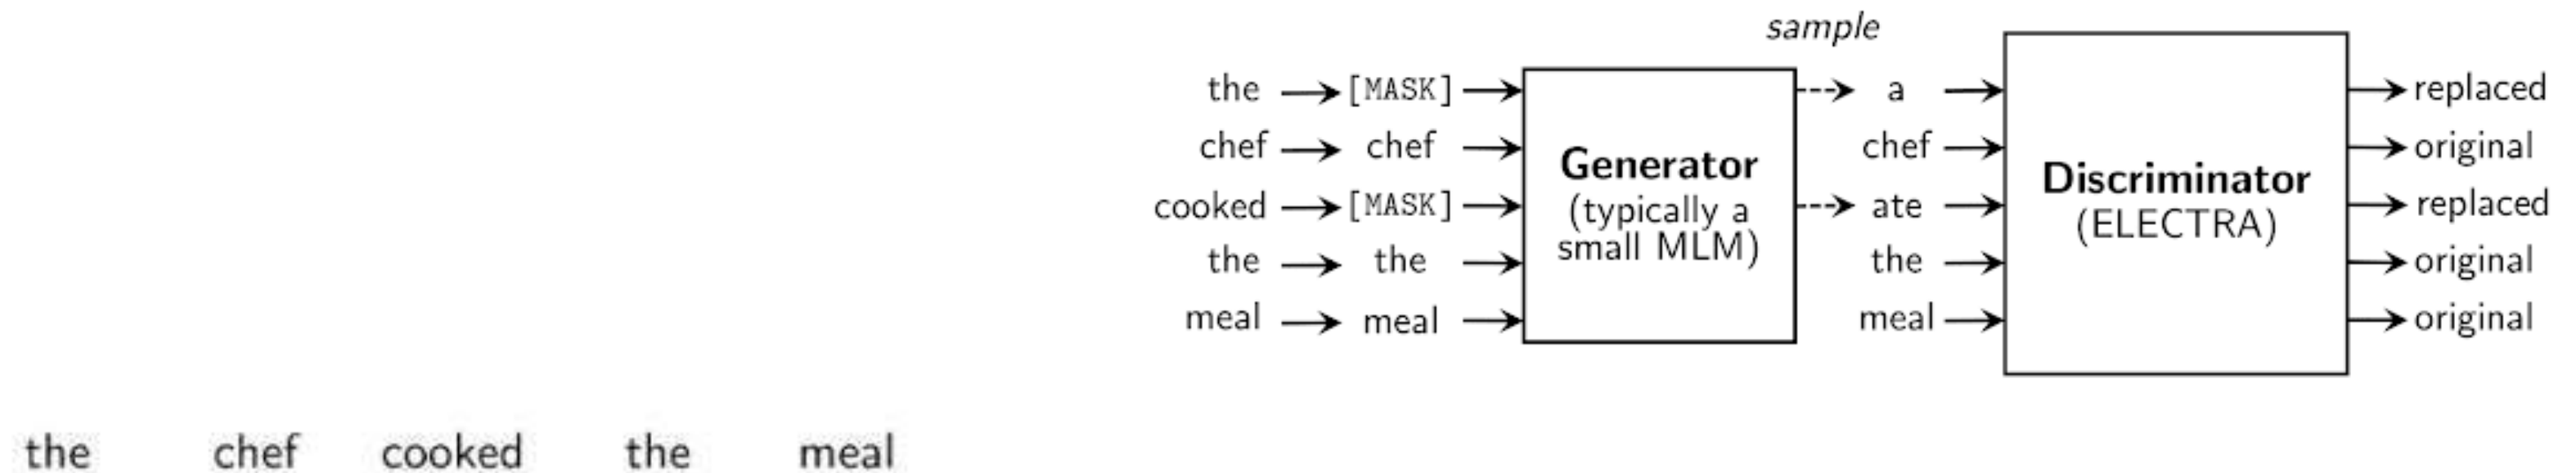 sample
the [MASK] a replaced
chef chef chef original
Generator
Discriminator
cooked [MASK] (typically a ate replaced
(ELECTRA)
small MLM)
the the the original
meal meal meal original
the chef cooked the meal